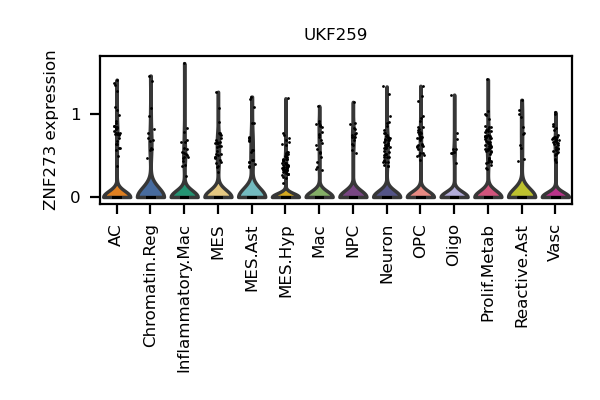 UKF259
ZNF273 expression
1
0
AC
Chromatin.Reg
Inflammatory.Mac
MES
MES.Ast
MES.Hyp
Mac
NPC
Neuron
OPC
Oligo
Prolif.Metab
Reactive.Ast
Vasc